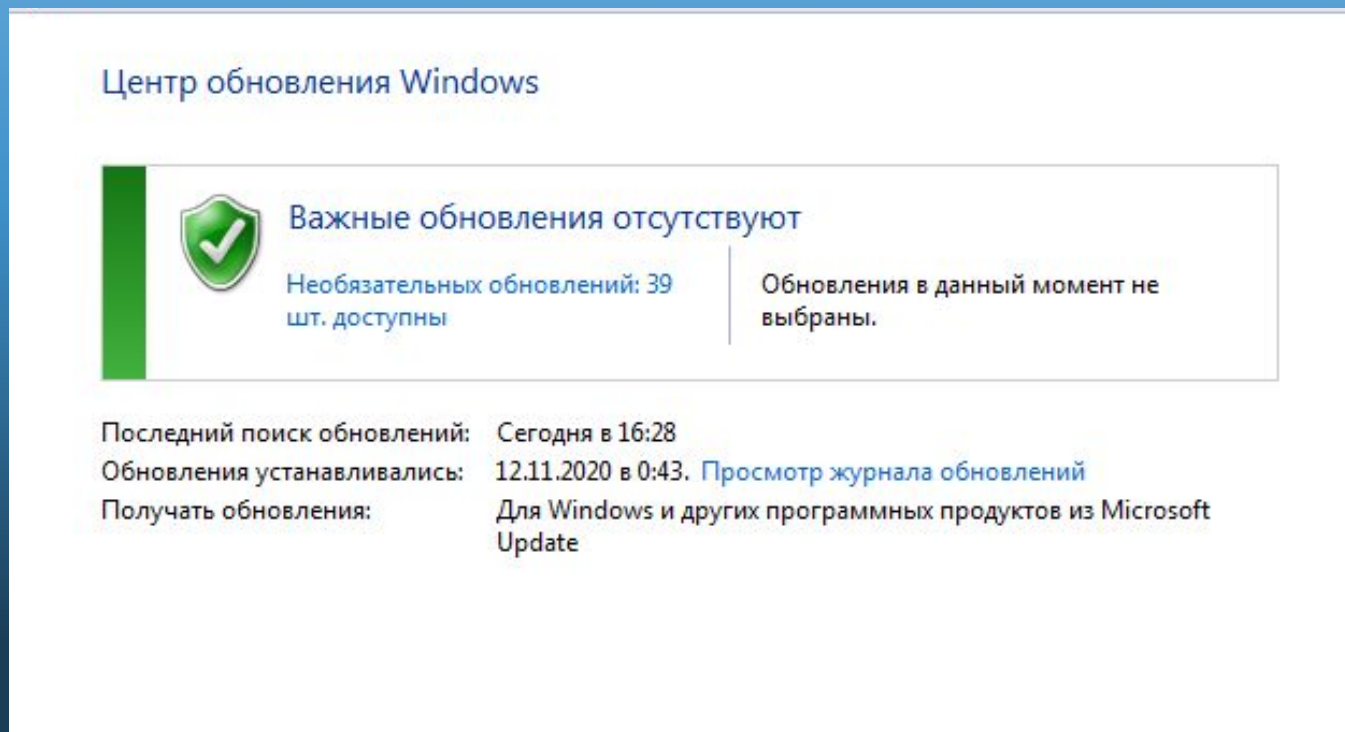 Центр обновления Windows
Важные обновления отсутствуют
Необязательных обновлений: 39
шт. доступны
Обновления в данный момент не
выбраны.
Последний поиск обновлений: Сегодня в 16:28
Обновления устанавливались: 12.11.2020 в 0:43. Просмотр журнала обновлений
Получать обновления: Для Windows и других программных продуктов из Microsoft
Update